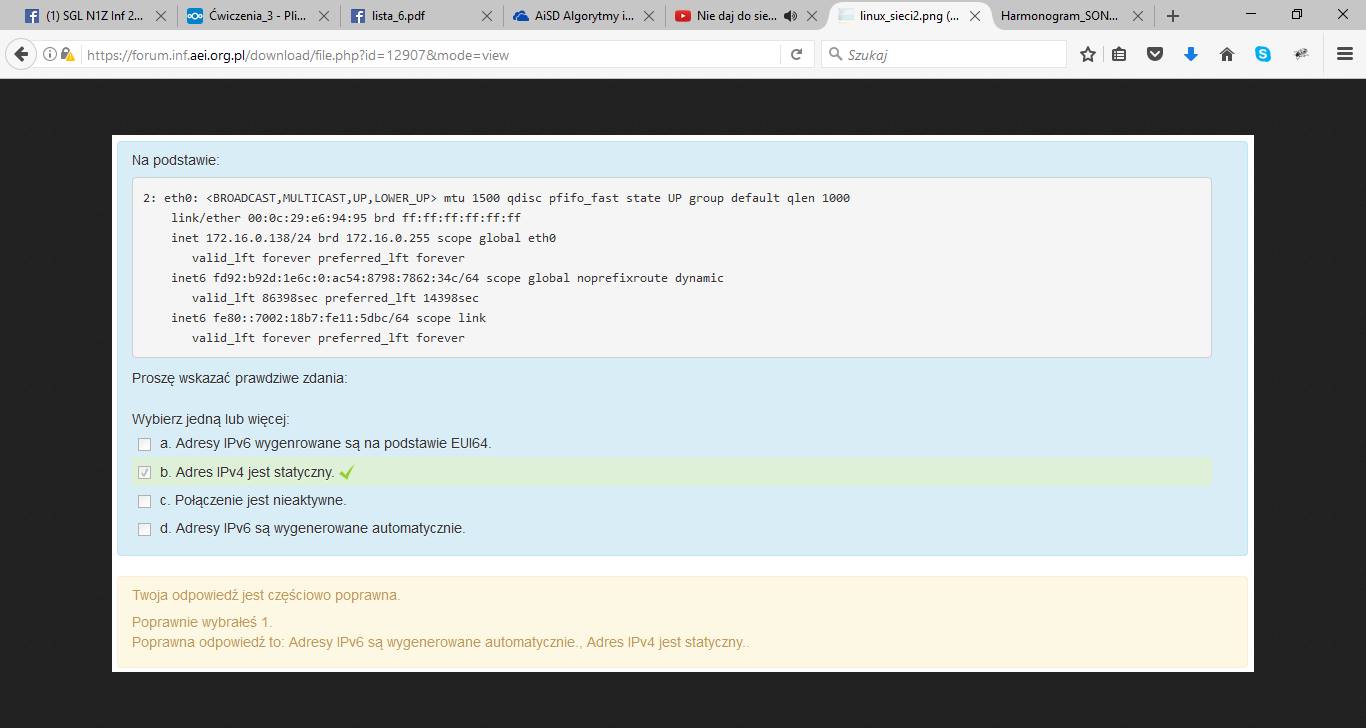 (1) SGL N1Z Inf 2...
Ćwiczenia_3 - Pli...
lista_6.pdf
AiSD Algorytmy i...
Nie daj do sie...
linux_sieci2.png (...
Harmonogram_SON...
https://forum.inf.aei.org.pl/download/file.php?id=12907&mode=view
Szukaj
Na podstawie:
2: eth0: <BROADCAST,MULTICAST,UP,LOWER_UP> mtu 1500 qdisc pfifo_fast state UP group default qlen 1000
link/ether 00:0c:29:e6:94:95 brd ff:ff:ff:ff:ff:ff
inet 172.16.0.138/24 brd 172.16.0.255 scope global eth0
valid_lft forever preferred_lft forever
inet6 fd92:b92d:1e6c:0:ac54:8798:7862:34c/64 scope global noprefixroute dynamic
valid_lft 86398sec preferred_lft 14398sec
inet6 fe80::7002:18b7:fe11:5dbc/64 scope link
valid_lft forever preferred_lft forever
Proszę wskazać prawdziwe zdania:
Wybierz jedną lub więcej:
a. Adresy IPv6 wygenrowane są na podstawie EUI64.
b. Adres IPv4 jest statyczny.
c. Połączenie jest nieaktywne.
d. Adresy IPv6 są wygenerowane automatycznie.
Twoja odpowiedź jest częściowo poprawna.
Poprawnie wybrałeś 1.
Poprawna odpowiedź to: Adresy IPv6 są wygenerowane automatycznie., Adres IPv4 jest statyczny..